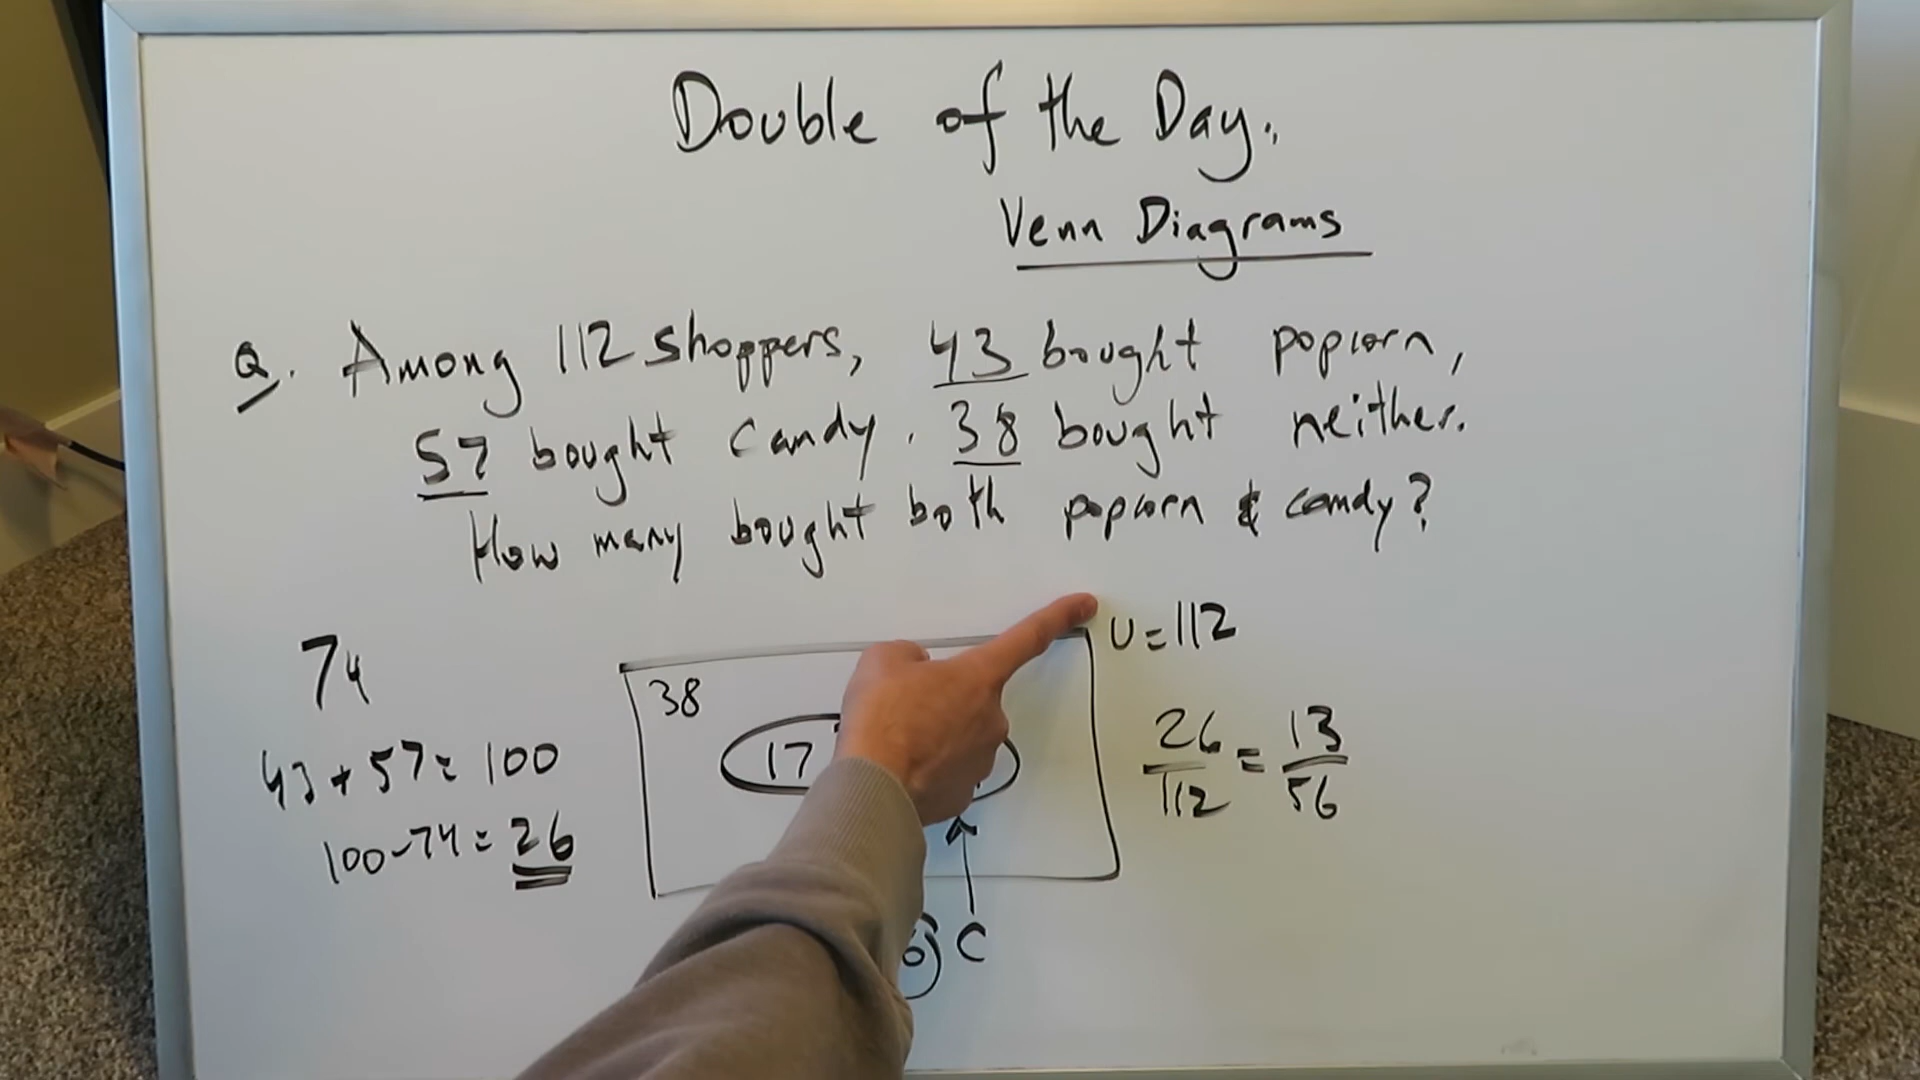 Double of the Day:
Venn Diagrams
Q. Among 112 shoppers, 43 bought popcorn,
57 bought candy. 38 bought neither.
How many bought both popcorn & candy?
74
43 + 57 = 100
100 - 74 = 26
38
17
C
U = 112
26/112 = 13/56